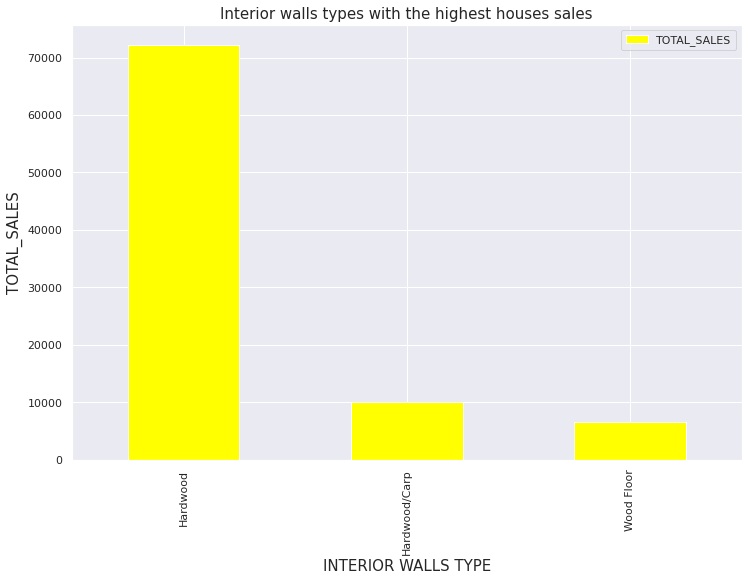 Interior walls types with the highest houses sales
TOTAL_SALES
TOTAL_SALES
70000
60000
50000
40000
30000
20000
10000
0
Hardwood
Hardwood/Carp
Wood Floor
INTERIOR WALLS TYPE